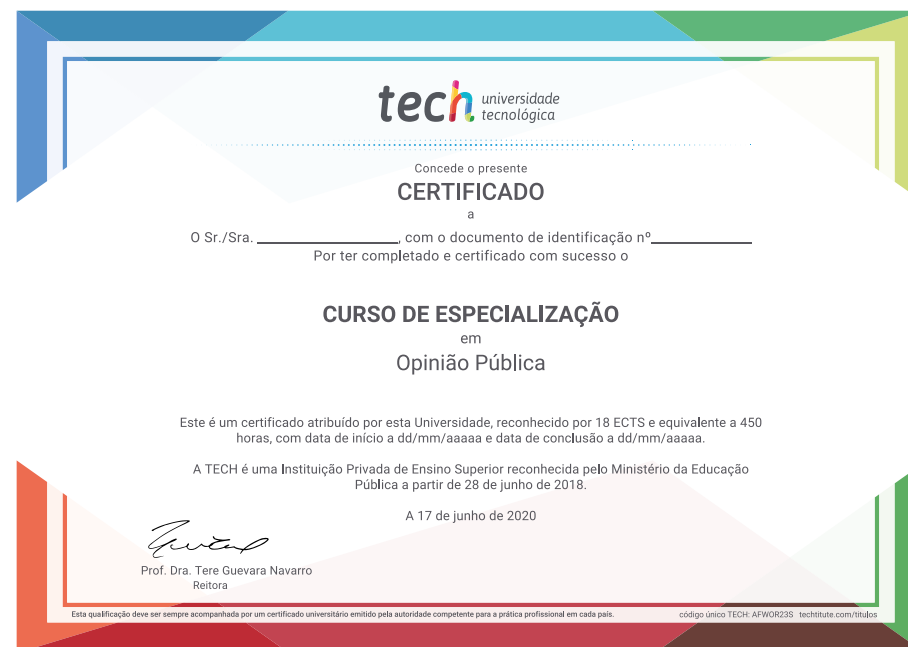 tech universidade
tecnológica
Concede o presente
CERTIFICADO
a
O Sr./Sra. ____________________, com o documento de identificação nº______________
Por ter completado e certificado com sucesso o
CURSO DE ESPECIALIZAÇÃO
em
Opinião Pública
Este é um certificado atribuído por esta Universidade, reconhecido por 18 ECTS e equivalente a 450
horas, com data de início a dd/mm/aaaaa e data de conclusão a dd/mm/aaaaa.
A TECH é uma Instituição Privada de Ensino Superior reconhecida pelo Ministério da Educação
Pública a partir de 28 de junho de 2018.
A 17 de junho de 2020
Prof. Dra. Tere Guevara Navarro
Reitora
Esta qualificação deve ser sempre acompanhada por um certificado universitário emitido pela autoridade competente para a prática profissional em cada país. código único TECH: AFWOR23S techtitute.com/titulos